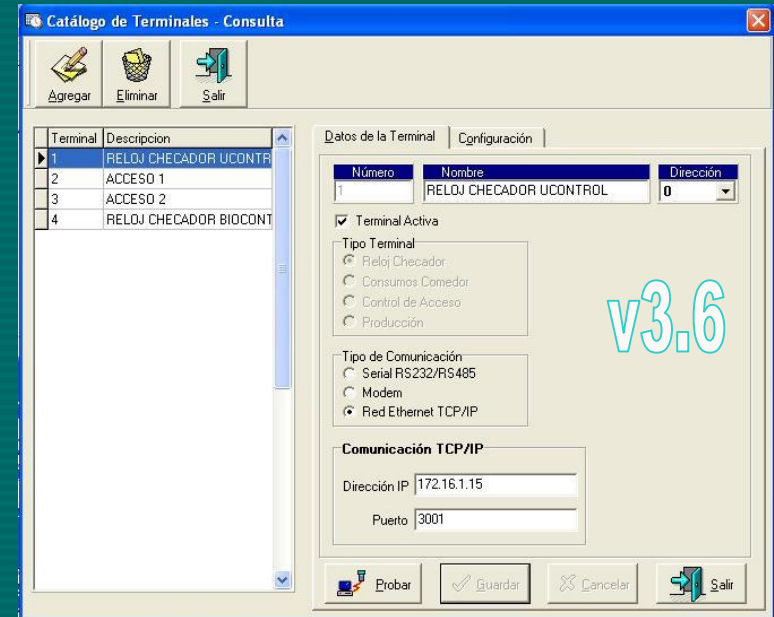 Catálogo de Terminales - Consulta
Agregar Eliminar Salir
Terminal Descripcion
1 RELOJ CHECADOR UCONTR
2 ACCESO 1
3 ACCESO 2
4 RELOJ CHECADOR BIOCONT
Datos de la Terminal Configuración
Número Nombre Dirección
1 RELOJ CHECADOR UCONTROL 0
Terminal Activa
Tipo Terminal
Reloj Checador
Consumos Comedor
Control de Acceso
Producción
v3.6
Tipo de Comunicación
Serial RS232/RS485
Modem
Red Ethernet TCP/IP
Comunicación TCP/IP
Dirección IP 172.16.1.15
Puerto 3001
Probar Guardar Cancelar Salir